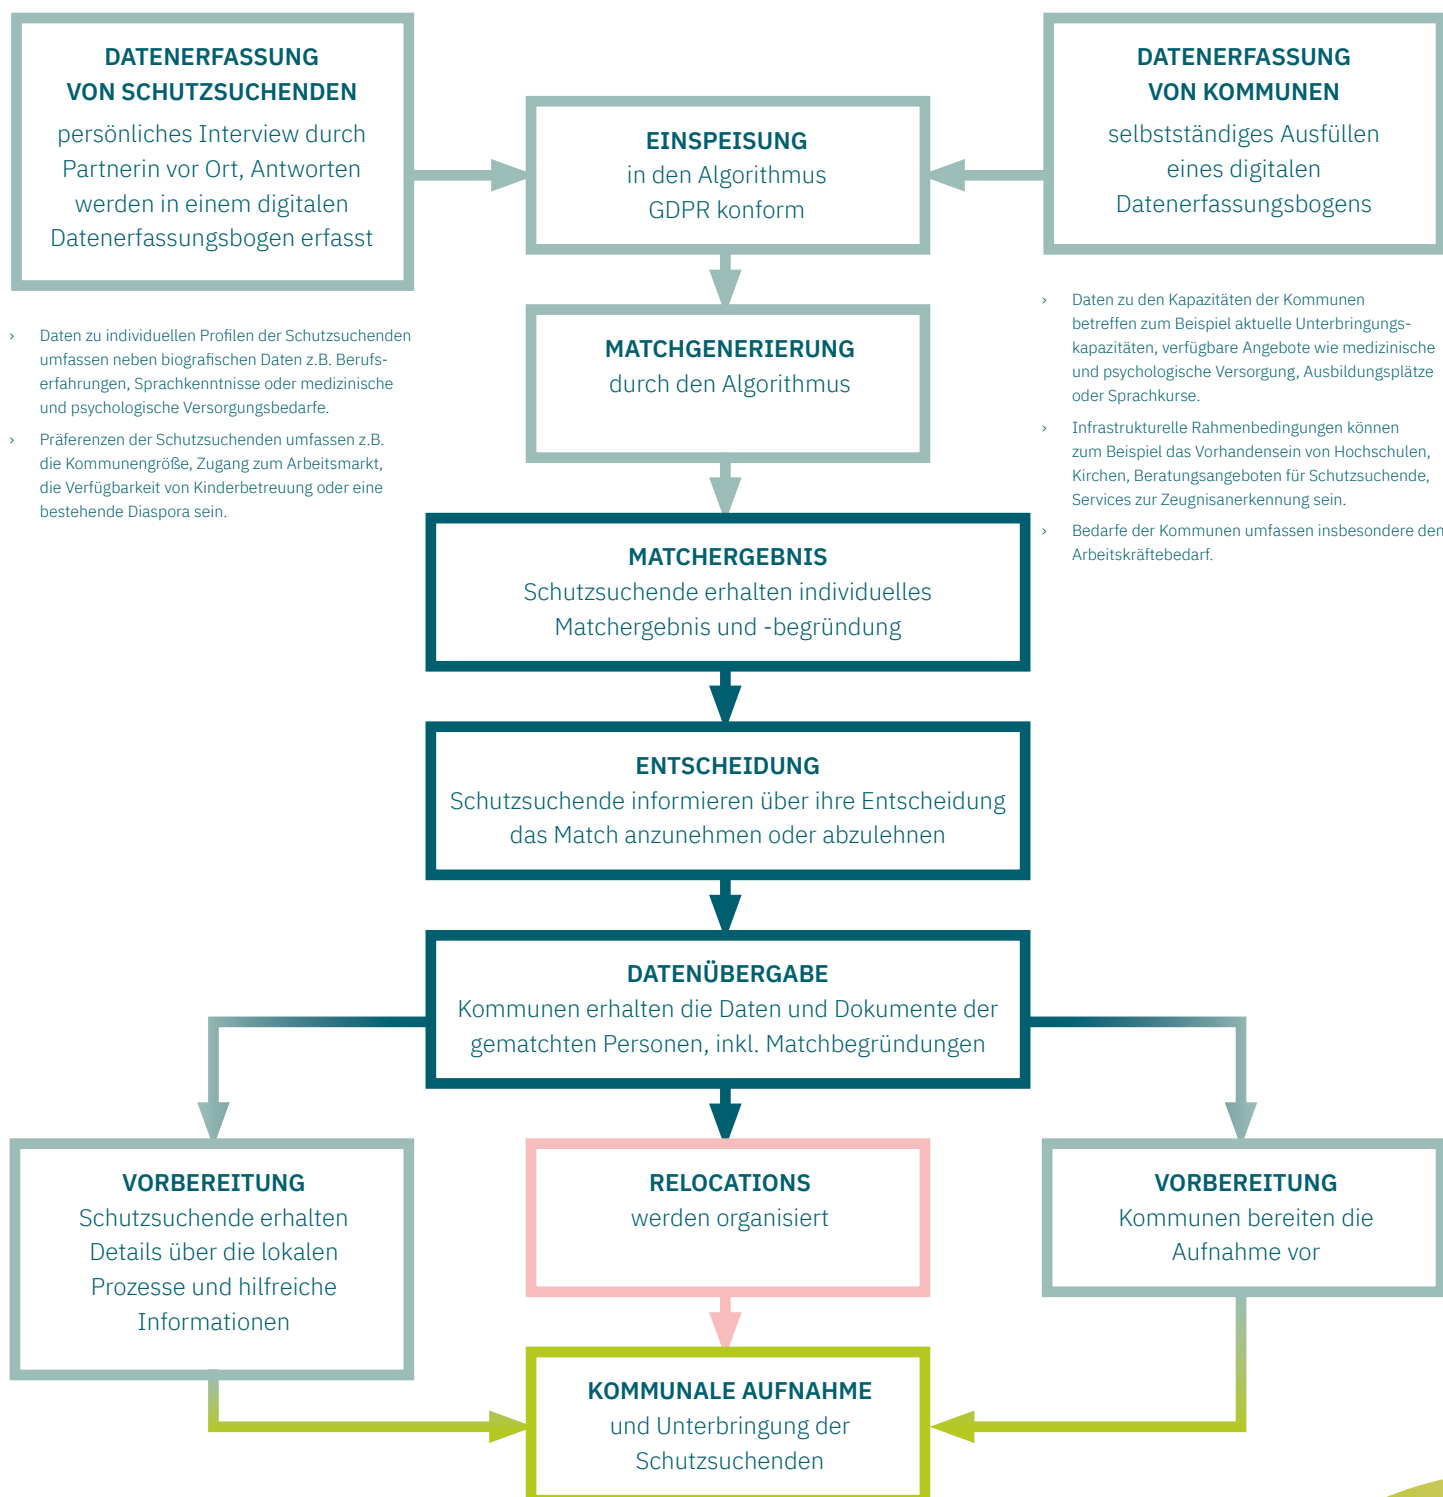 DATENERFASSUNG
VON SCHUTZSUCHENDEN
persönliches Interview durch
Partnerin vor Ort, Antworten
werden in einem digitalen
Datenerfassungsbogen erfasst
› Daten zu individuellen Profilen der Schutzsuchenden
umfassen neben biografischen Daten z.B. Berufs-
erfahrungen, Sprachkenntnisse oder medizinische
und psychologische Versorgungsbedarfe.
› Präferenzen der Schutzsuchenden umfassen z.B.
die Kommunengröße, Zugang zum Arbeitsmarkt,
die Verfügbarkeit von Kinderbetreuung oder eine
bestehende Diaspora sein.
EINSPEISUNG
in den Algorithmus
GDPR konform
DATENERFASSUNG
VON KOMMUNEN
selbstständiges Ausfüllen
eines digitalen
Datenerfassungsbogens
› Daten zu den Kapazitäten der Kommunen
betreffen zum Beispiel aktuelle Unterbringungs-
kapazitäten, verfügbare Angebote wie medizinische
und psychologische Versorgung, Ausbildungsplätze
oder Sprachkurse.
› Infrastrukturelle Rahmenbedingungen können
zum Beispiel das Vorhandensein von Hochschulen,
Kirchen, Beratungsangeboten für Schutzsuchende,
Services zur Zeugnisanerkennung sein.
› Bedarfe der Kommunen umfassen insbesondere den
Arbeitskräftebedarf.
MATCHGENERIERUNG
durch den Algorithmus
MATCHERGEBNIS
Schutzsuchende erhalten individuelles
Matchergebnis und -begründung
ENTSCHEIDUNG
Schutzsuchende informieren über ihre Entscheidung
das Match anzunehmen oder abzulehnen
DATENÜBERGABE
Kommunen erhalten die Daten und Dokumente der
gematchten Personen, inkl. Matchbegründungen
VORBEREITUNG
Schutzsuchende erhalten
Details über die lokalen
Prozesse und hilfreiche
Informationen
RELOCATIONS
werden organisiert
VORBEREITUNG
Kommunen bereiten die
Aufnahme vor
KOMMUNALE AUFNAHME
und Unterbringung der
Schutzsuchenden